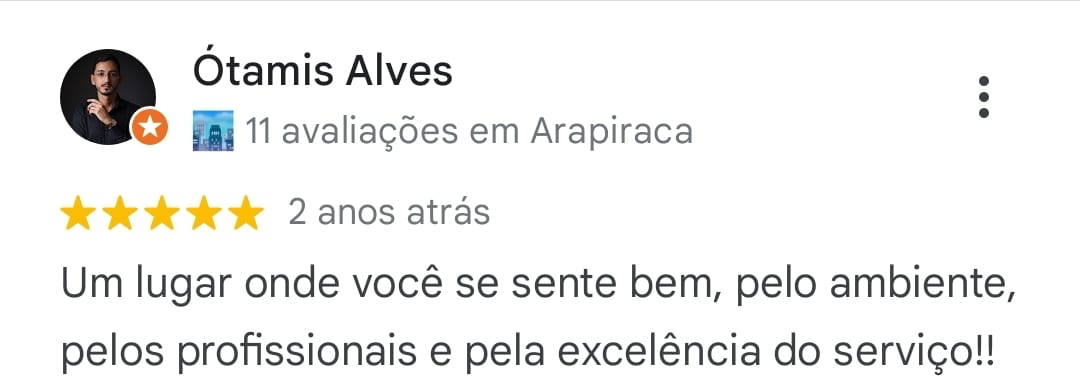 Ótamis Alves
11 avaliações em Arapiraca
2 anos atrás
Um lugar onde você se sente bem, pelo ambiente,
pelos profissionais e pela excelência do serviço!!